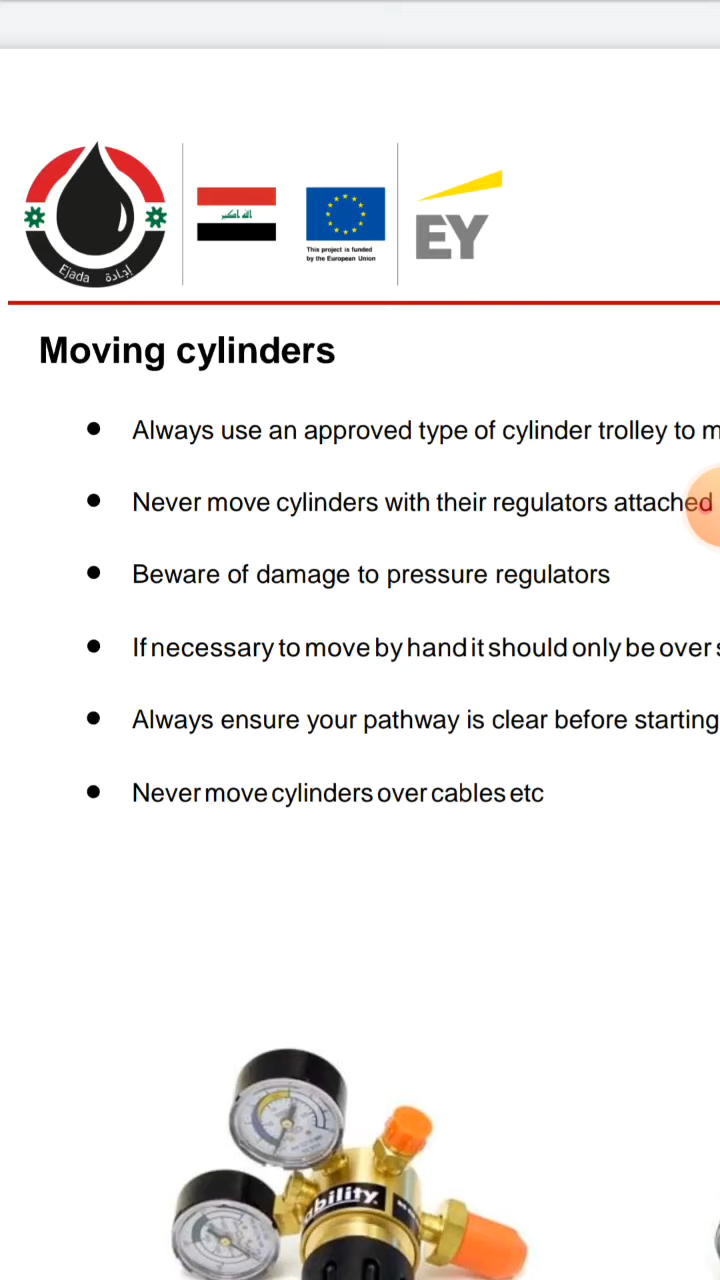 الله اكبر
This project is funded
by the European Union
EY
Ejada إجادة
Moving cylinders
Always use an approved type of cylinder trolley to m
Never move cylinders with their regulators attached
Beware of damage to pressure regulators
If necessary to move by hand it should only be over s
Always ensure your pathway is clear before starting
Never move cylinders over cables etc
ability